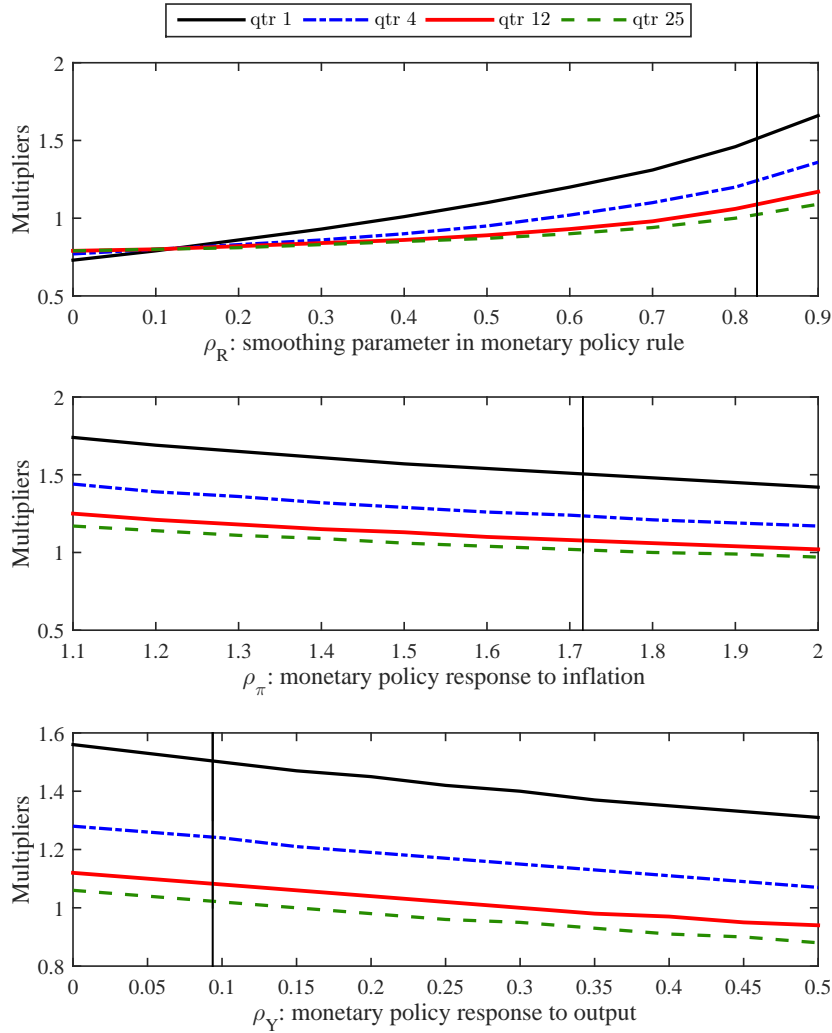 qtr 1 qtr 4 qtr 12 qtr 25
2
1.5
1
0.5
Multipliers
0 0.1 0.2 0.3 0.4 0.5 0.6 0.7 0.8 0.9
ρR: smoothing parameter in monetary policy rule
2
1.5
1
0.5
Multipliers
1.1 1.2 1.3 1.4 1.5 1.6 1.7 1.8 1.9 2
ρπ: monetary policy response to inflation
1.6
1.4
1.2
1
0.8
Multipliers
0 0.05 0.1 0.15 0.2 0.25 0.3 0.35 0.4 0.45 0.5
ρY: monetary policy response to output